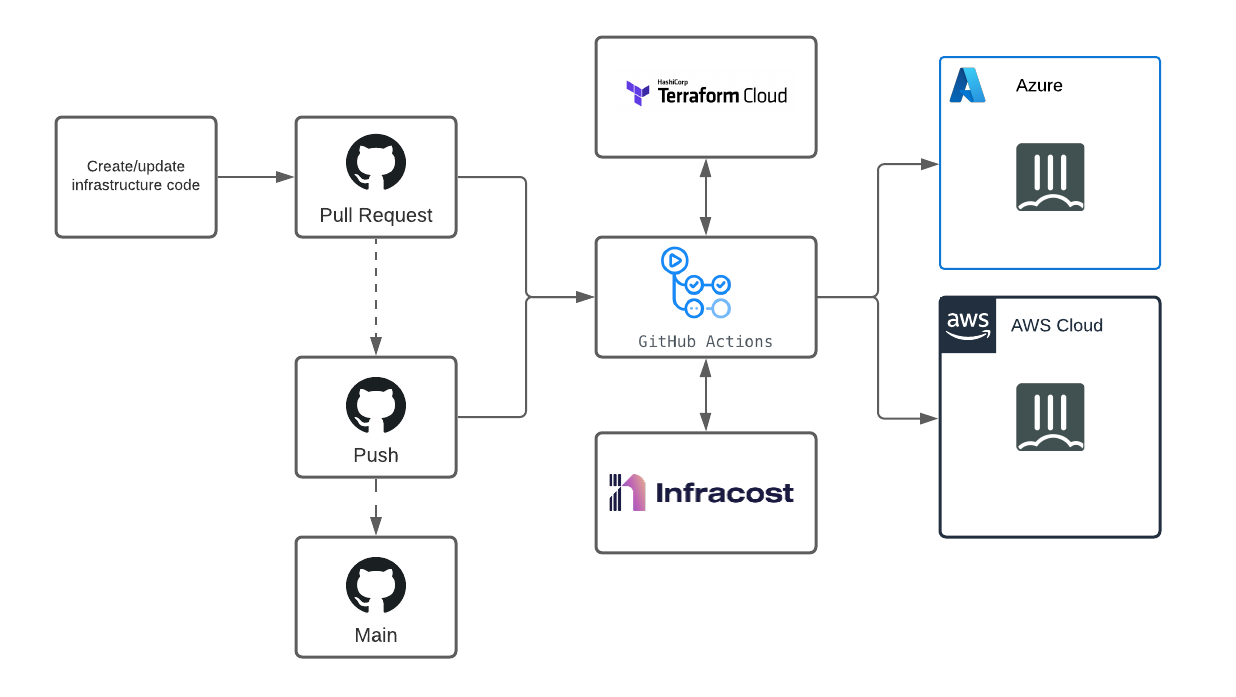 Create/update
infrastructure code
Pull Request
Push
Main
HashiCorp
Terraform Cloud
GitHub Actions
Infracost
Azure
aws
AWS Cloud